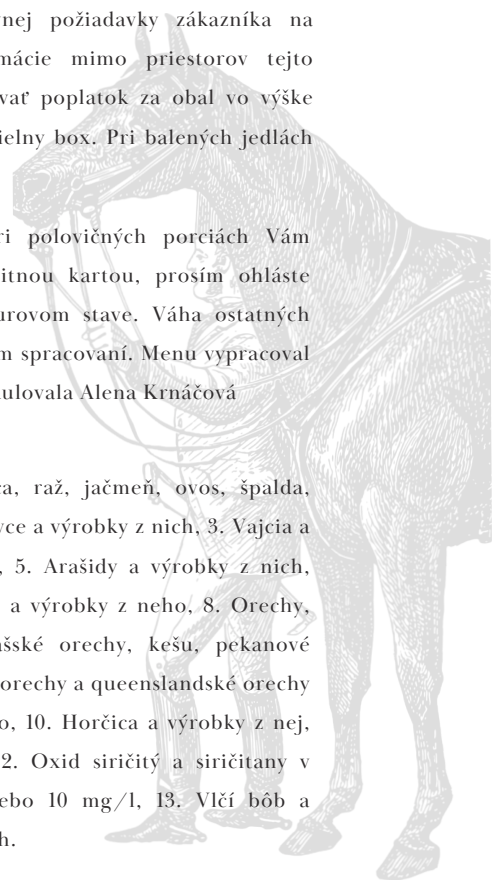 nej požiadavky zákazníka na
mácie mimo priestorov tejto
vať poplatok za obal vo výške
ielny box. Pri balených jedlách
ri polovičných porciách Vám
itnou kartou, prosím ohláste
urovom stave. Váha ostatných
m spracovaní. Menu vypracoval
ulovala Alena Krnáčová
ca, raž, jačmeň, ovos, špalda,
vce a výrobky z nich, 3. Vajcia a
, 5. Arašidy a výrobky z nich,
a výrobky z neho, 8. Orechy,
ašské orechy, kešu, pekanové
orechy a queenslandské orechy
o, 10. Horčica a výrobky z nej,
2. Oxid siričitý a siričitany v
ebo 10 mg/l, 13. Vlčí bôb a
h.